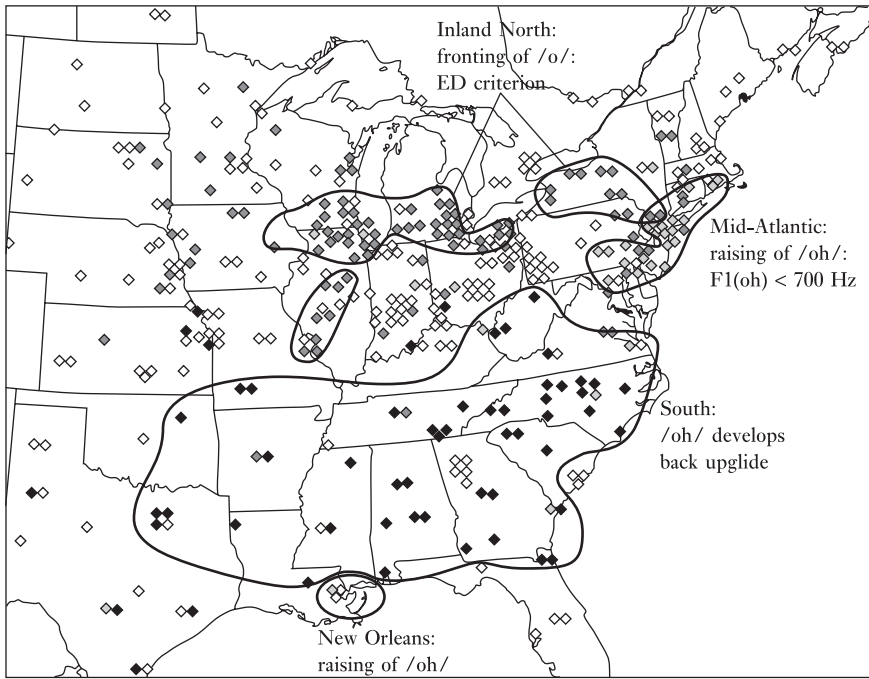 Inland North:
fronting of /o/:
ED criterion
Mid-Atlantic:
raising of /oh/:
F1(oh) < 700 Hz
South:
/oh/ develops
back upglide
New Orleans:
raising of /oh/